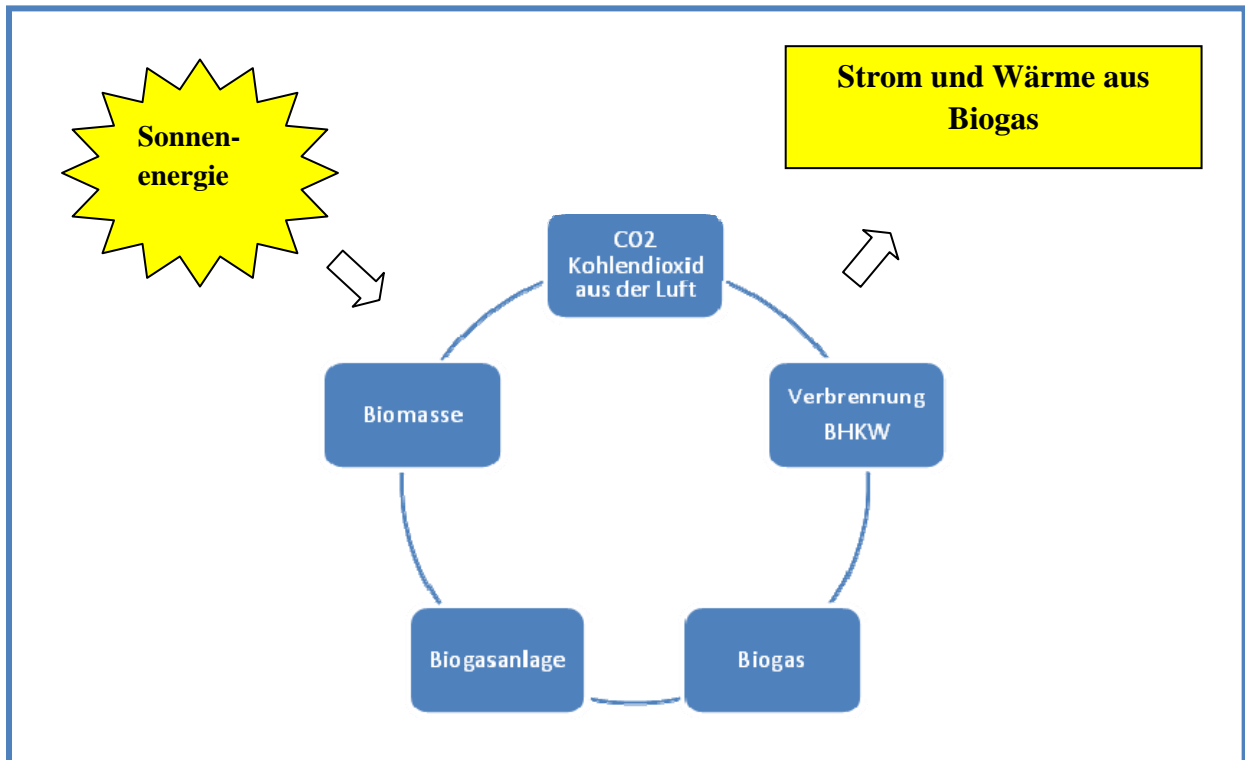 Sonnen-
energie
Strom und Wärme aus
Biogas
CO2
Kohlendioxid
aus der Luft
Biomasse
Verbrennung
BHKW
Biogasanlage
Biogas